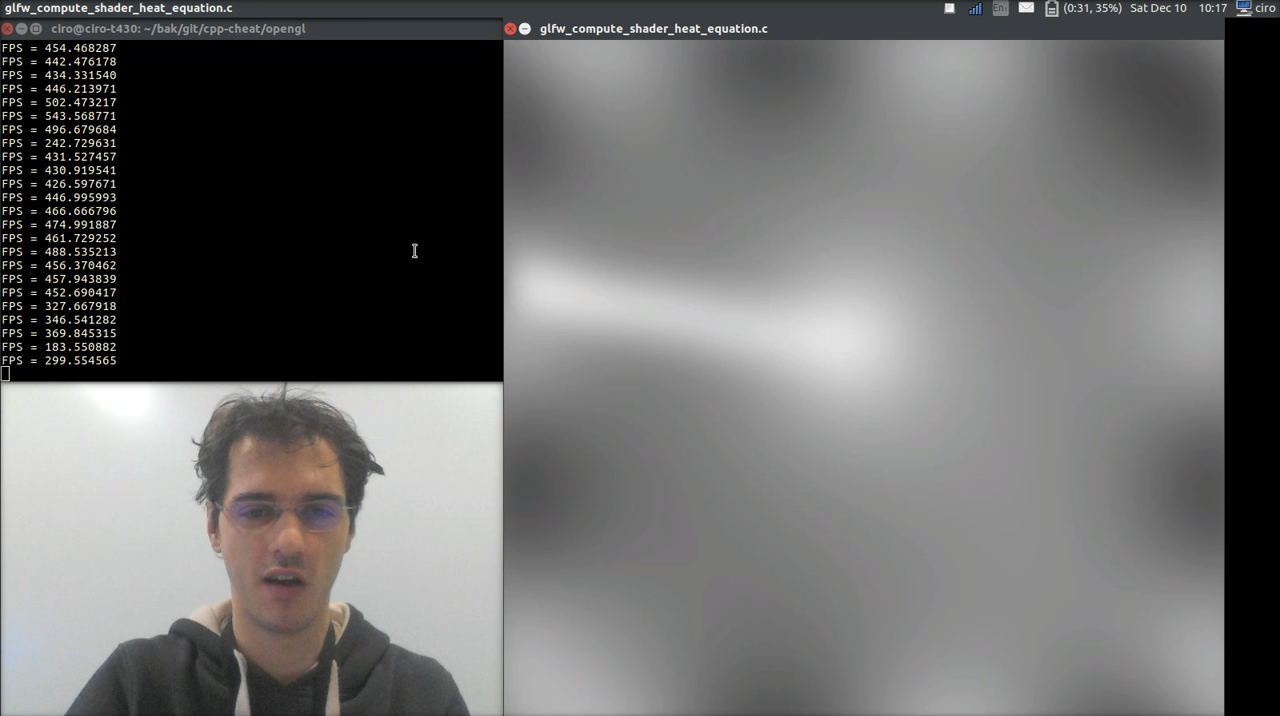 glfw_compute_shader_heat_equation.c
En1 (0:31, 35%) Sat Dec 10 10:17 ciro
ciro@ciro-t430: ~/bak/git/cpp-cheat/opengl
FPS = 454.468287
FPS = 442.476178
FPS = 434.331540
FPS = 446.213971
FPS = 502.473217
FPS = 543.568771
FPS = 496.679684
FPS = 242.729631
FPS = 431.527457
FPS = 430.919541
FPS = 426.597671
FPS = 446.995993
FPS = 466.666796
FPS = 474.991887
FPS = 461.729252
FPS = 488.535213
FPS = 456.370462
FPS = 457.943839
FPS = 452.690417
FPS = 327.667918
FPS = 346.541282
FPS = 369.845315
FPS = 183.550882
FPS = 299.554565
glfw_compute_shader_heat_equation.c